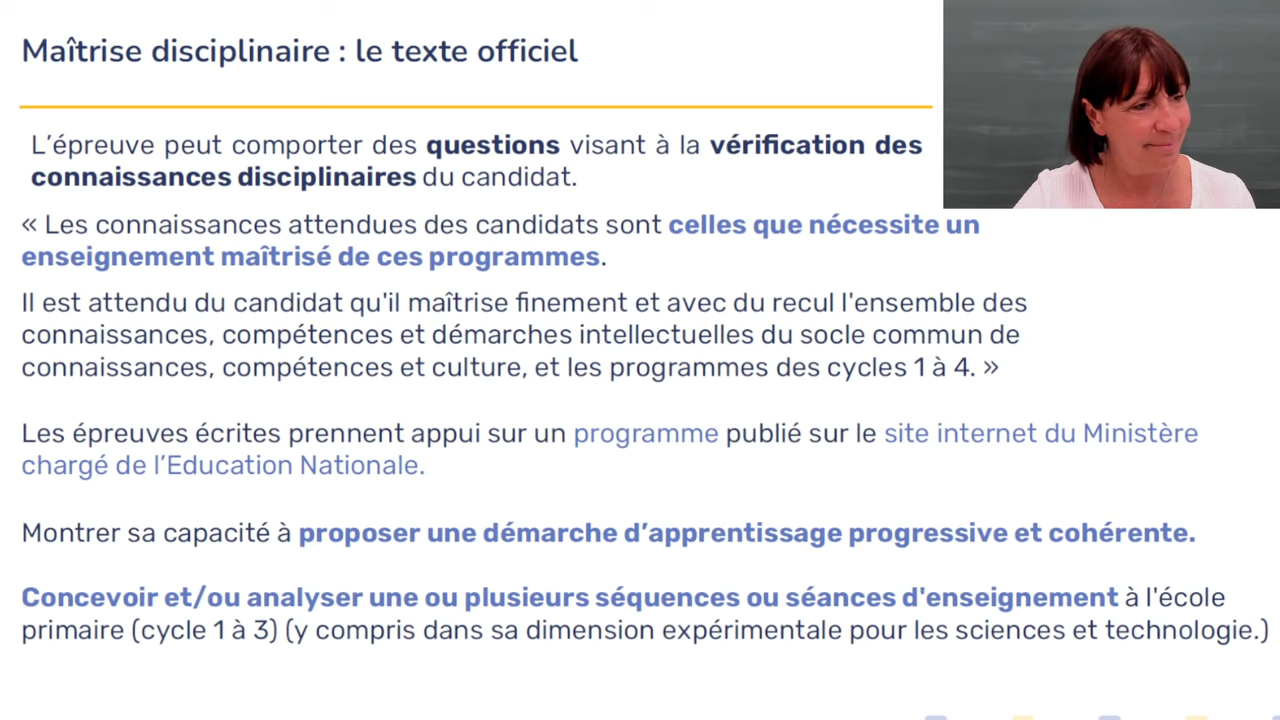 Maîtrise disciplinaire : le texte officiel
L’épreuve peut comporter des questions visant à la vérification des
connaissances disciplinaires du candidat.
« Les connaissances attendues des candidats sont celles que nécessite un
enseignement maîtrisé de ces programmes.
Il est attendu du candidat qu'il maîtrise finement et avec du recul l'ensemble des
connaissances, compétences et démarches intellectuelles du socle commun de
connaissances, compétences et culture, et les programmes des cycles 1 à 4. »
Les épreuves écrites prennent appui sur un programme publié sur le site internet du Ministère
chargé de l’Education Nationale.
Montrer sa capacité à proposer une démarche d’apprentissage progressive et cohérente.
Concevoir et/ou analyser une ou plusieurs séquences ou séances d'enseignement à l'école
primaire (cycle 1 à 3) (y compris dans sa dimension expérimentale pour les sciences et technologie.)